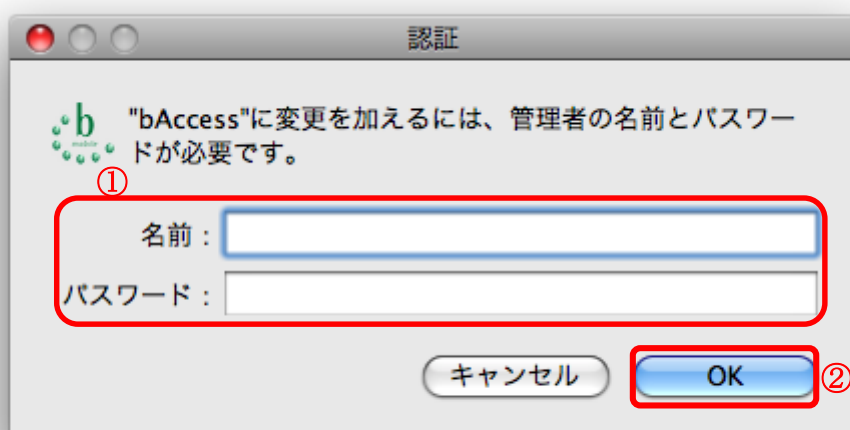 認証
b
mobile
"bAccess"に変更を加えるには、管理者の名前とパスワー
ドが必要です。
①
名前：
パスワード：
キャンセル
OK
②